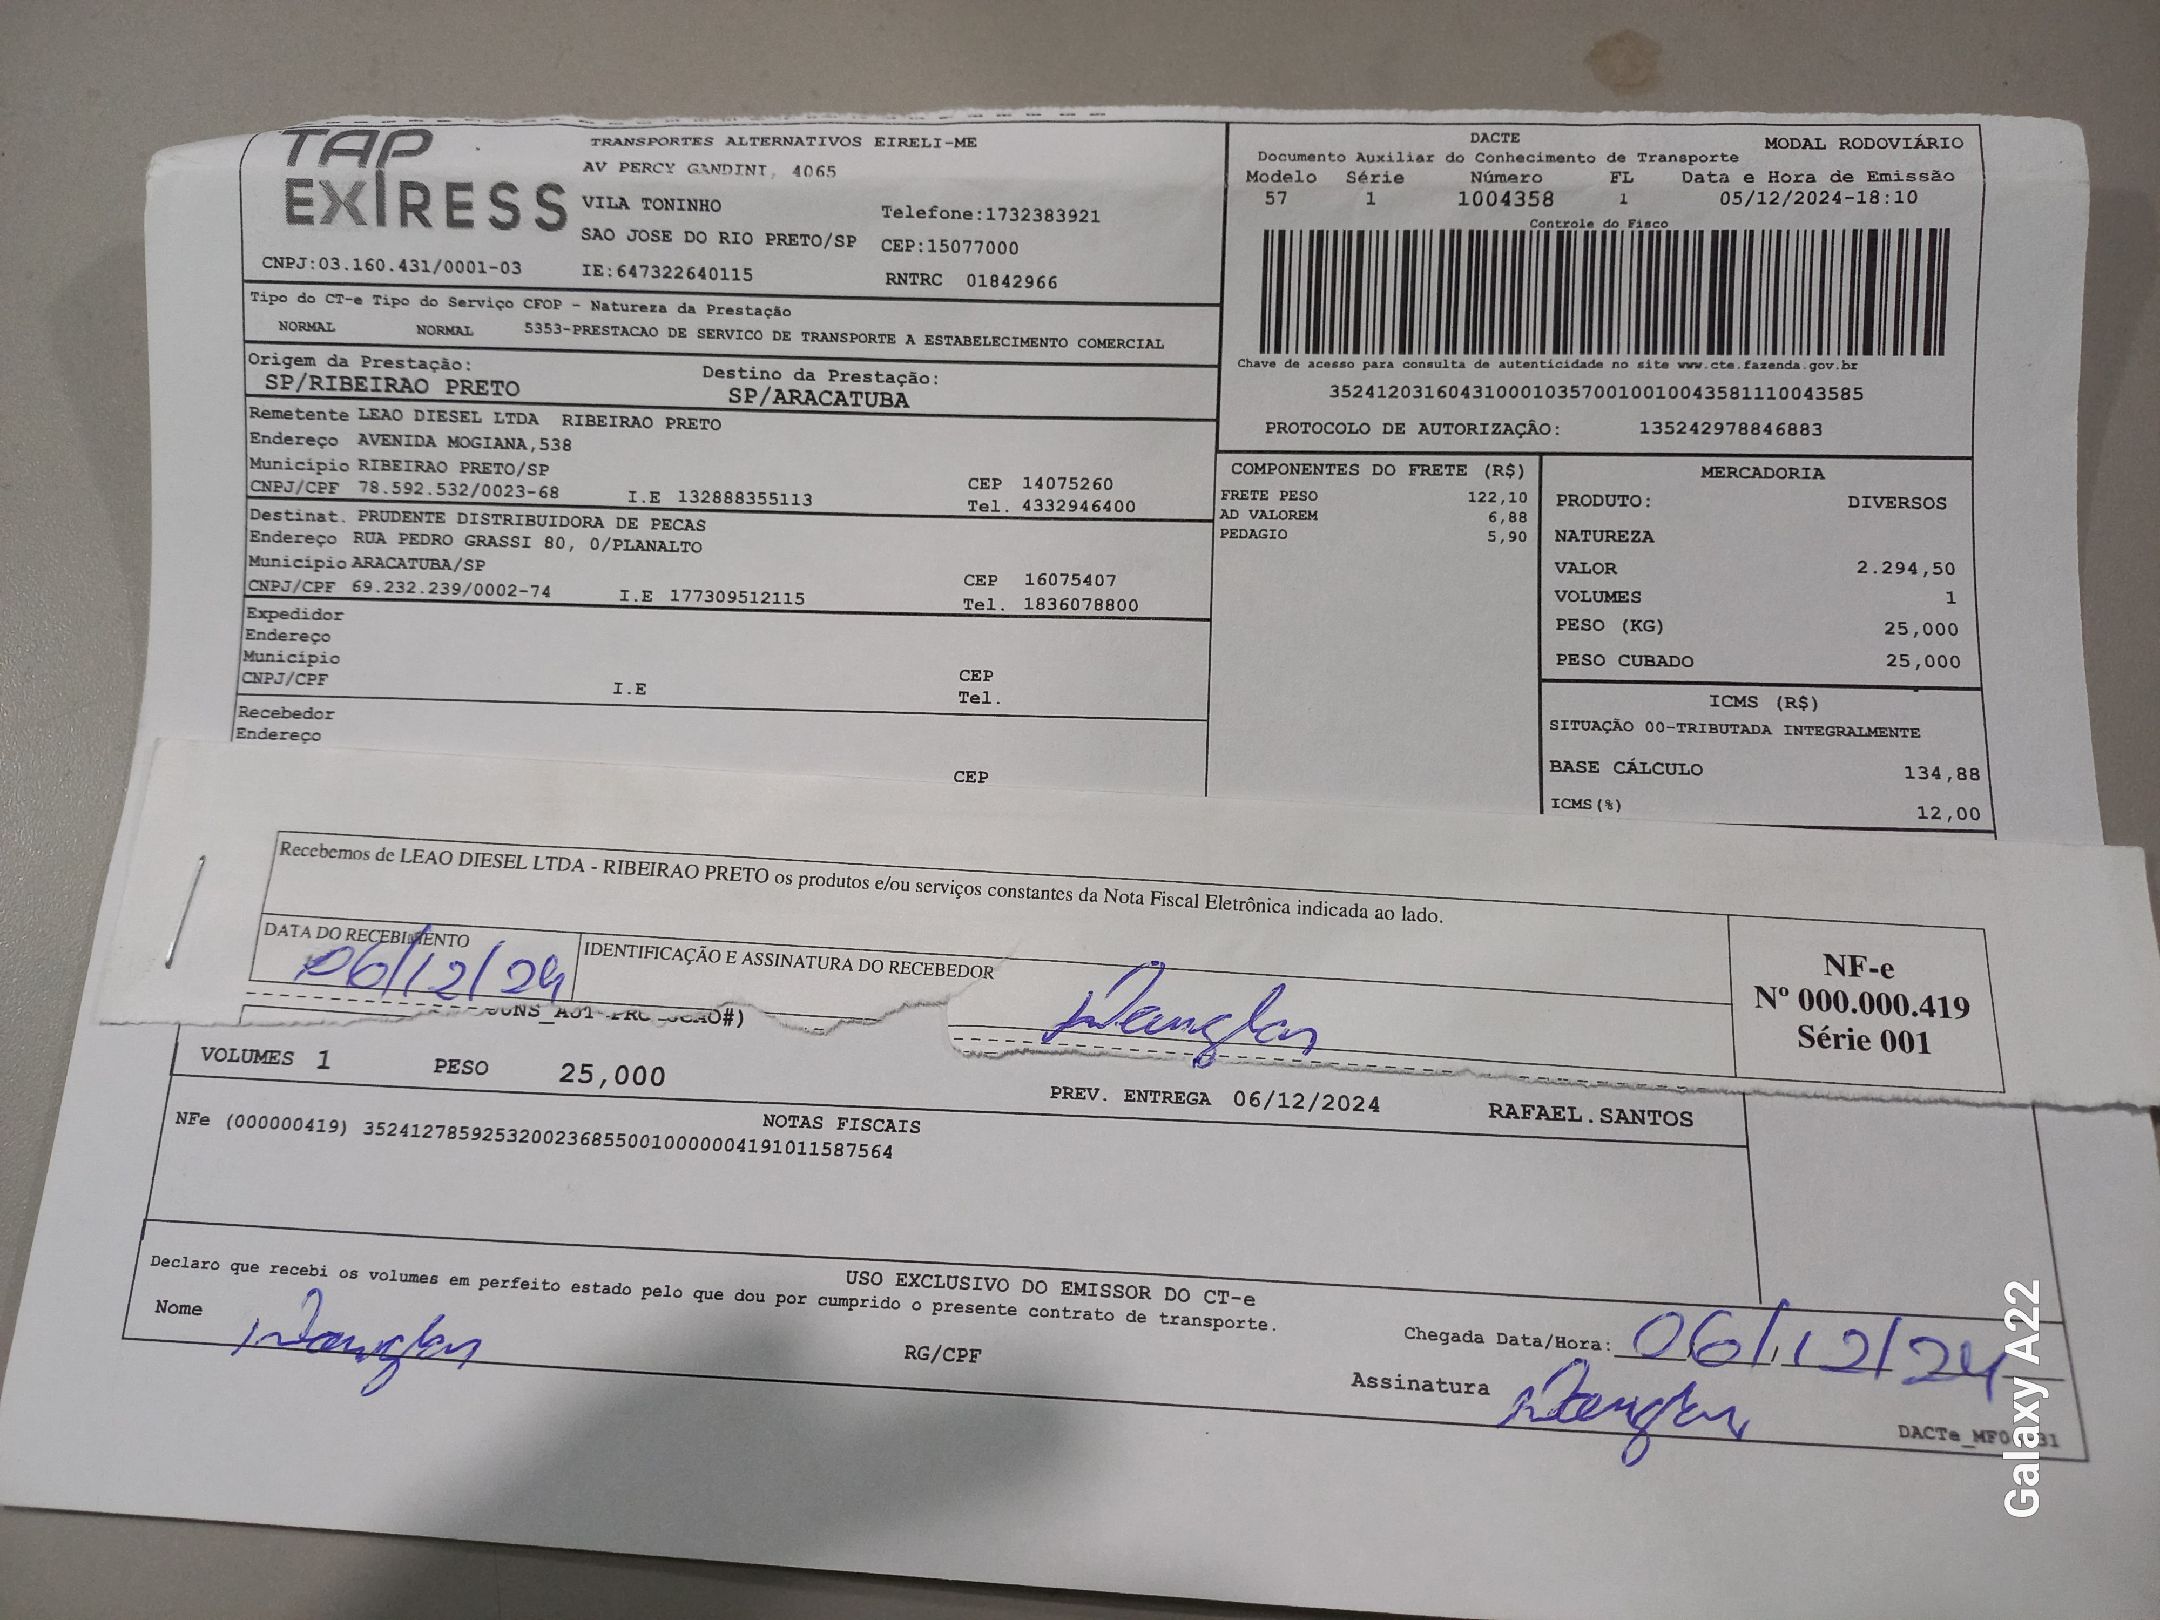 TAP
EXPRESS
TRANSPORTES ALTERNATIVOS EIRELI-ME
AV PERCY GANDINI, 4065
VILA TONINHO
Telefone:1732383921
SAO JOSE DO RIO PRETO/SP CEP:15077000
CNPJ:03.160.431/0001-03 IE:647322640115 RNTRC 01842966
DACTE MODAL RODOVIÁRIO
Documento Auxiliar do Conhecimento de Transporte
Modelo Série Número FL Data e Hora de Emissão
57 1 1004358 1 05/12/2024-18:10
Controle do Fisco
Chave de acesso para consulta de autenticidade no site www.cte.fazenda.gov.br
35241203160431000103570010010043581110043585
PROTOCOLO DE AUTORIZAÇÃO: 135242978846883
Tipo do CT-e Tipo do Serviço CFOP - Natureza da Prestação
NORMAL NORMAL 5353-PRESTACAO DE SERVICO DE TRANSPORTE A ESTABELECIMENTO COMERCIAL
Origem da Prestação: Destino da Prestação:
SP/RIBEIRAO PRETO SP/ARACATUBA
Remetente LEAO DIESEL LTDA RIBEIRAO PRETO
Endereço AVENIDA MOGIANA,538
Município RIBEIRAO PRETO/SP CEP 14075260
CNPJ/CPF 78.592.532/0023-68 I.E 132888355113 Tel. 4332946400
Destinat. PRUDENTE DISTRIBUIDORA DE PECAS
Endereço RUA PEDRO GRASSI 80, 0/PLANALTO
Município ARACATUBA/SP CEP 16075407
CNPJ/CPF 69.232.239/0002-74 I.E 177309512115 Tel. 1836078800
Expedidor
Endereço
Município CEP
CNPJ/CPF I.E Tel.
Recebedor
Endereço
CEP
COMPONENTES DO FRETE (R$)
FRETE PESO 122,10
AD VALOREM 6,88
PEDAGIO 5,90
MERCADORIA
PRODUTO: DIVERSOS
NATUREZA
VALOR 2.294,50
VOLUMES 1
PESO (KG) 25,000
PESO CUBADO 25,000
ICMS (R$)
SITUAÇÃO 00-TRIBUTADA INTEGRALMENTE
BASE CÁLCULO 134,88
ICMS(%) 12,00
Recebemos de LEAO DIESEL LTDA - RIBEIRAO PRETO os produtos e/ou serviços constantes da Nota Fiscal Eletrônica indicada ao lado.
DATA DO RECEBIMENTO IDENTIFICAÇÃO E ASSINATURA DO RECEBEDOR
06/12/24
NF-e
Nº 000.000.419
Série 001
VOLUMES 1 PESO 25,000 PREV. ENTREGA 06/12/2024 RAFAEL.SANTOS
NOTAS FISCAIS
NFe (000000419) 35241278592532002368550010000004191011587564
USO EXCLUSIVO DO EMISSOR DO CT-e
Declaro que recebi os volumes em perfeito estado pelo que dou por cumprido o presente contrato de transporte.
Nome RG/CPF
Chegada Data/Hora: 06/12/24
Assinatura
Galaxy A22